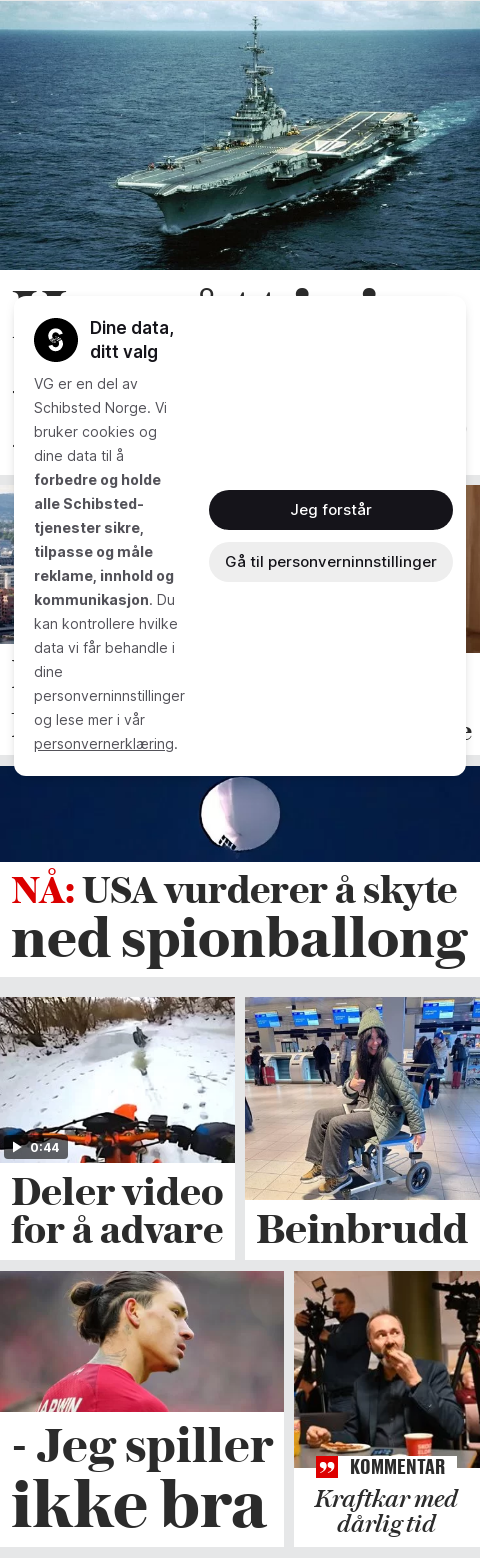 Dine data,
ditt valg
VG er en del av
Schibsted Norge. Vi
bruker cookies og
dine data til å
forbedre og holde
alle Schibsted-
tjenester sikre,
tilpasse og måle
reklame, innhold og
kommunikasjon. Du
kan kontrollere hvilke
data vi får behandle i
dine
personverninnstillinger
og lese mer i vår
personvernerklæring.
Jeg forstår
Gå til personverninnstillinger
NÅ: USA vurderer å skyte
ned spionballong
0:44
Deler video
for å advare
Beinbrudd
- Jeg spiller
ikke bra
KOMMENTAR
Kraftkar med
dårlig tid